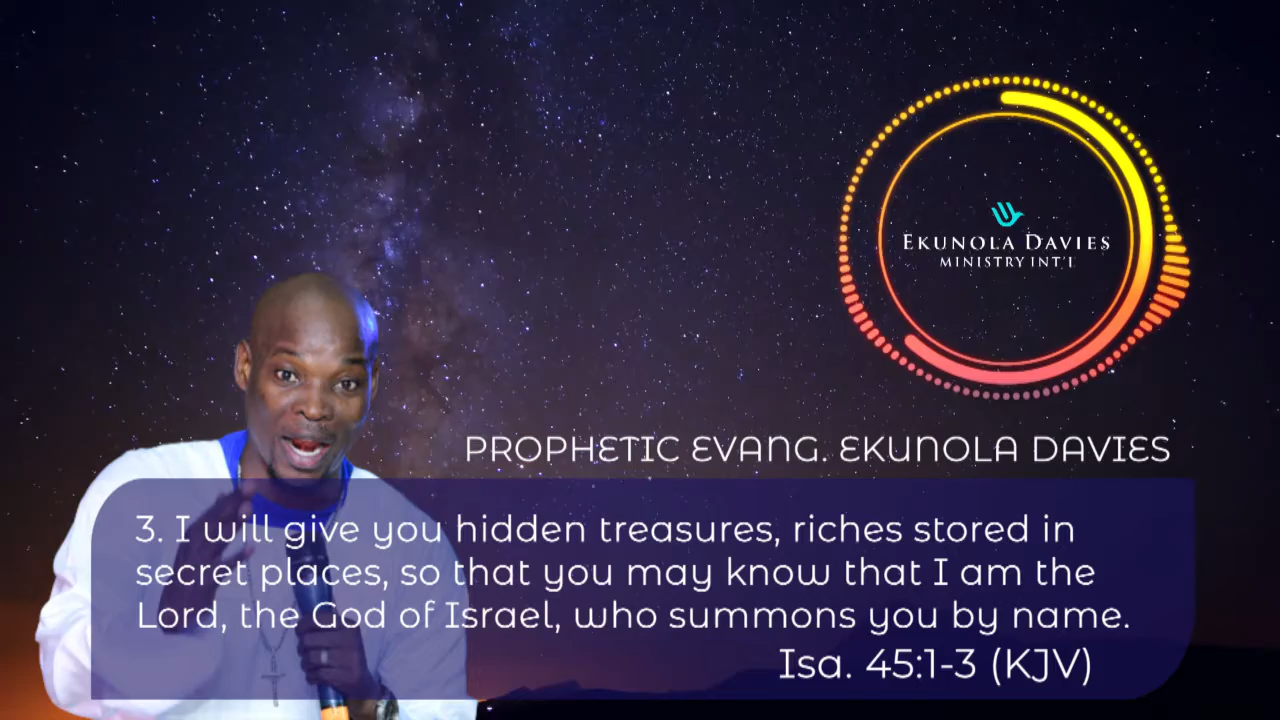 EKUNOLA DAVIES
MINISTRY INT'L
PROPHETIC EVANG. EKUNOLA DAVIES
3. I will give you hidden treasures, riches stored in
secret places, so that you may know that I am the
Lord, the God of Israel, who summons you by name.
Isa. 45:1-3 (KJV)